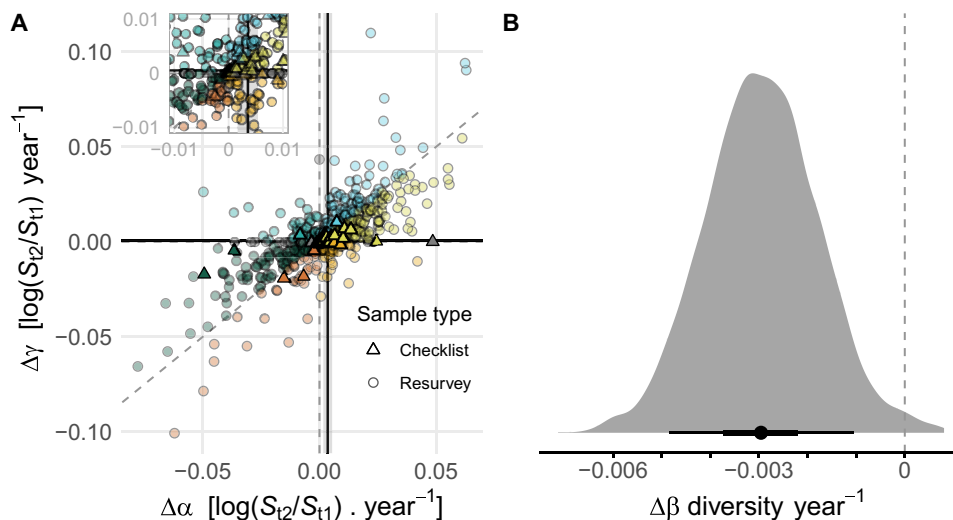 A
B
0.01
0
−0.01
−0.01
0
0.01
0.10
0.05
0.00
−0.05
−0.10
Δγ [log(St2/St1) year−1]
Sample type
Checklist
Resurvey
−0.05
0.00
0.05
Δα [log(St2/St1) . year−1]
−0.006
−0.003
0
Δβ diversity year−1